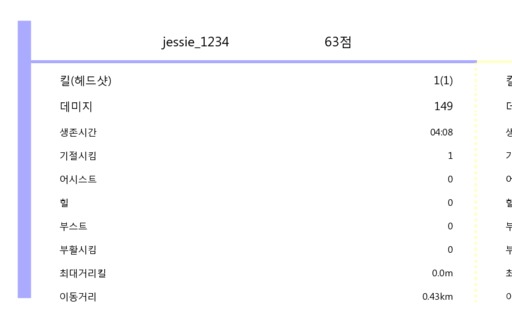 jessie_1234 63점
킬(헤드샷) 1(1)
데미지 149
생존시간 04:08
기절시킴 1
어시스트 0
힐 0
부스트 0
부활시킴 0
최대거리킬 0.0m
이동거리 0.43km